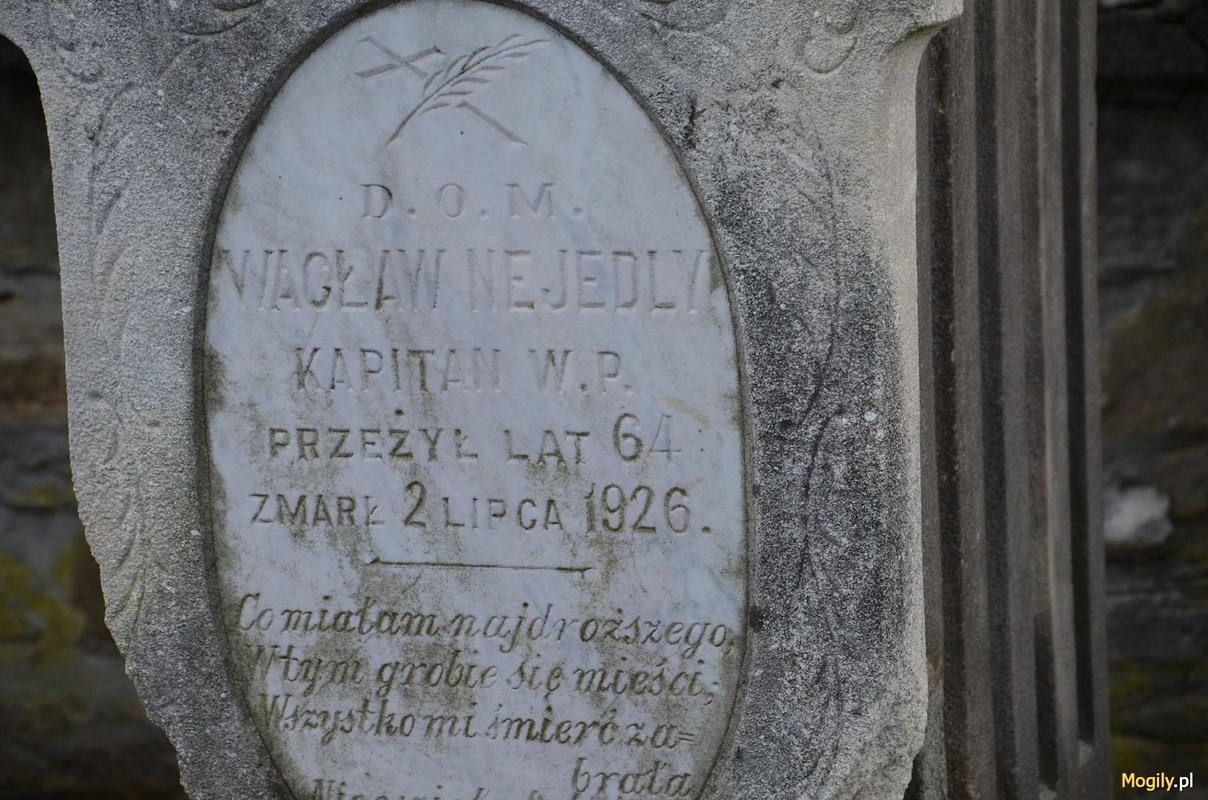 D.O.M.
WACŁAW NEJEDLY
KAPITAN W.P.
PRZEŻYŁ LAT 64
ZMARŁ 2 LIPCA 1926.
Co miałam najdroższego,
W tym grobie się mieści,
Wszystko mi śmierć za=
brała
Mogily.pl